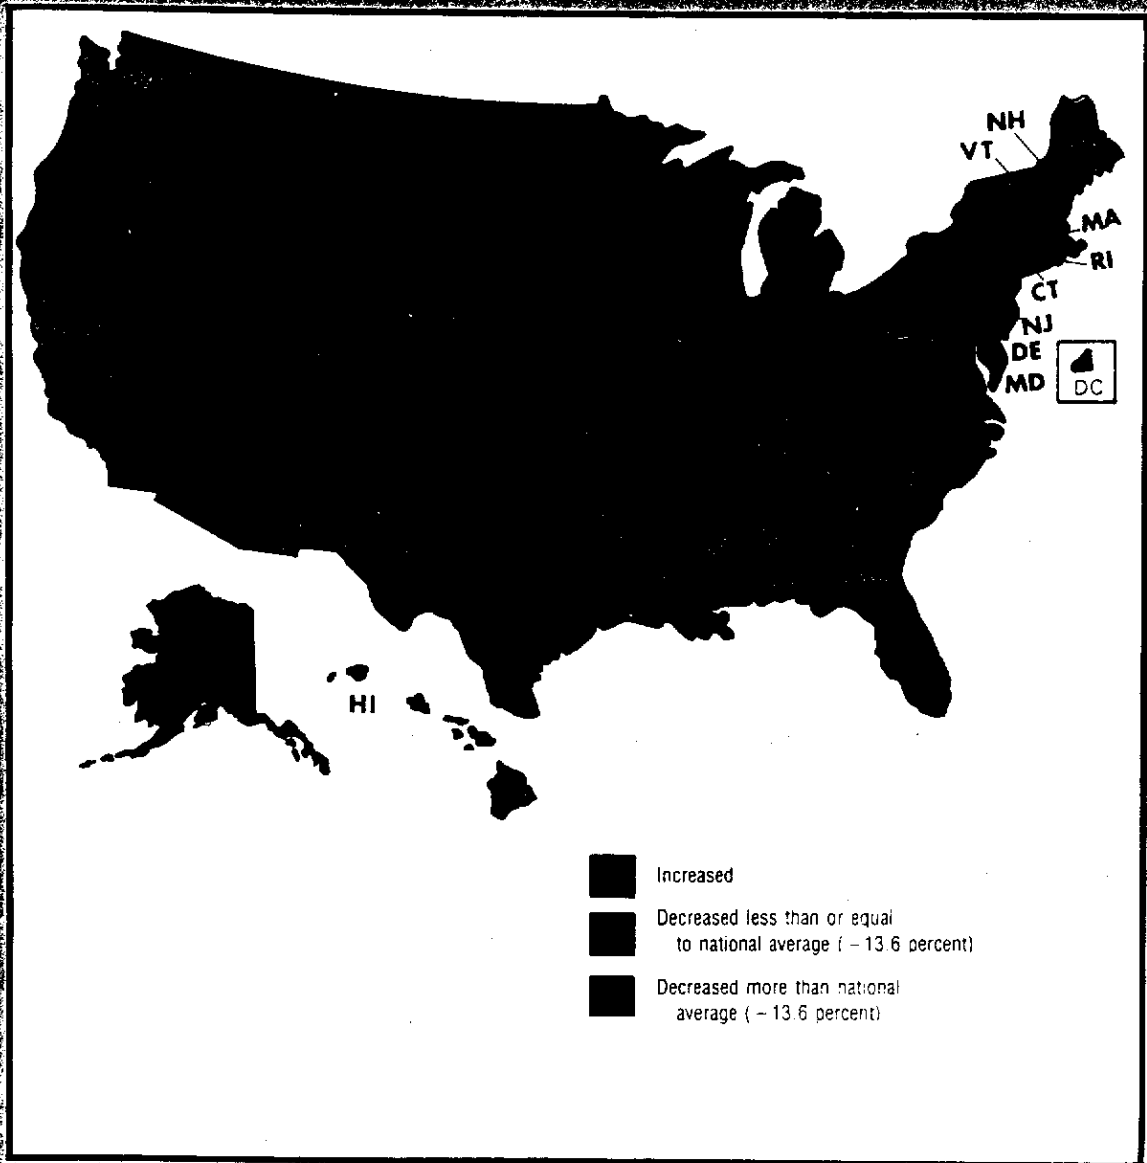 NH
VT
MA
RI
CT
NJ
DE
MD
DC
HI
Increased
Decreased less than or equal
to national average ( – 13.6 percent)
Decreased more than national
average ( – 13.6 percent)